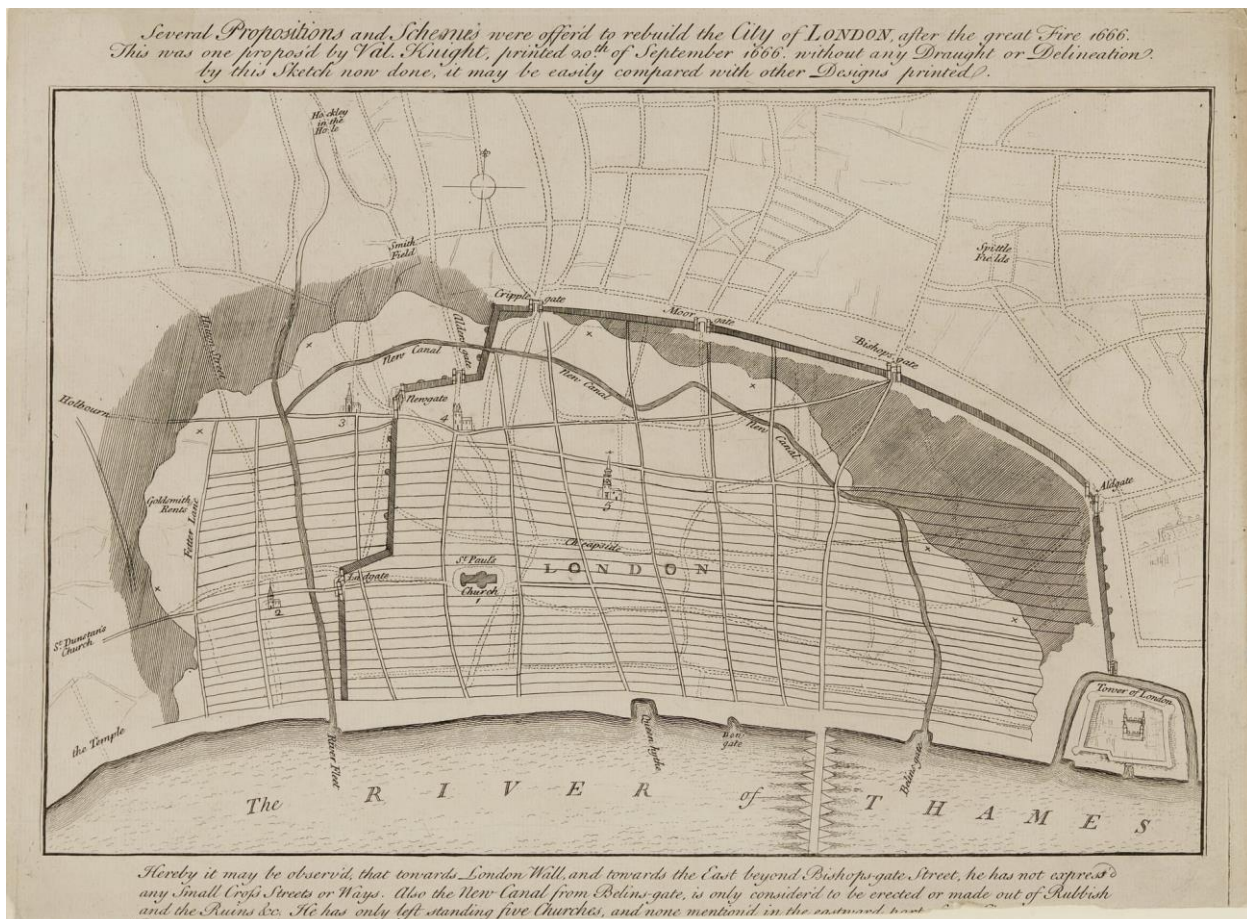 Several Propositions and Schemes were offer'd to rebuild the City of LONDON, after the great Fire 1666.
This was one propos'd by Val. Knight, printed 20th of September 1666. without any Draught or Delineation.
by this Sketch now done, it may be easily compared with other Designs printed.
Hockley
in the
Hole
Smith
Field
Spittle
Fields
Cripple gate
Moor gate
Bishops gate
Alders gate
New Canal
New Canal
New Canal
Holbourn
Newgate
3
4
5
Aldgate
Goldsmith
Rents
Fetter Lane
Cheapside
LONDON
St. Paul's
Church
1
Ludgate
2
St. Dunstan's
Church
Tower of London
the Temple
River Fleet
Queen hythe
Dow
gate
Belins gate
The RIVER of THAMES
Hereby it may be observ'd, that towards London Wall, and towards the East beyond Bishops-gate Street, he has not express'd
any Small Cross Streets or Ways. Also the New Canal from Belins-gate, is only consider'd to be erected or made out of Rubbish
and the Ruins &c. He has only left standing five Churches, and none mention'd in the eastward part